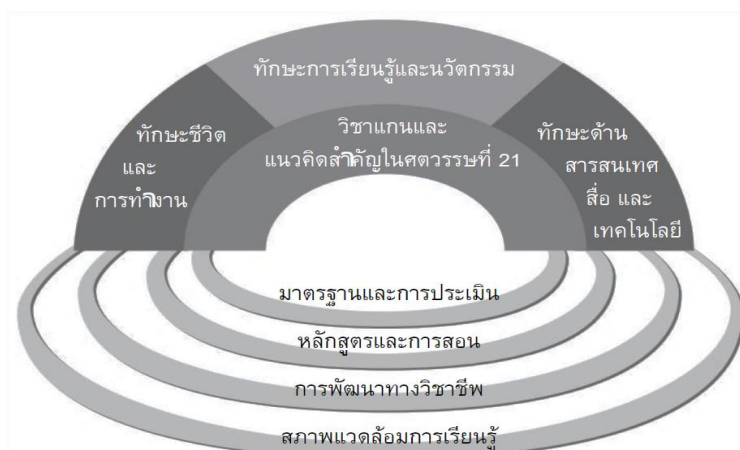 ทักษะการเรียนรู้และนวัตกรรม
ทักษะชีวิต
และ
การทำงาน
วิชาแกนและ
แนวคิดสำคัญในศตวรรษที่ 21
ทักษะด้าน
สารสนเทศ
สื่อ และ
เทคโนโลยี
มาตรฐานและการประเมิน
หลักสูตรและการสอน
การพัฒนาทางวิชาชีพ
สภาพแวดล้อมการเรียนรู้